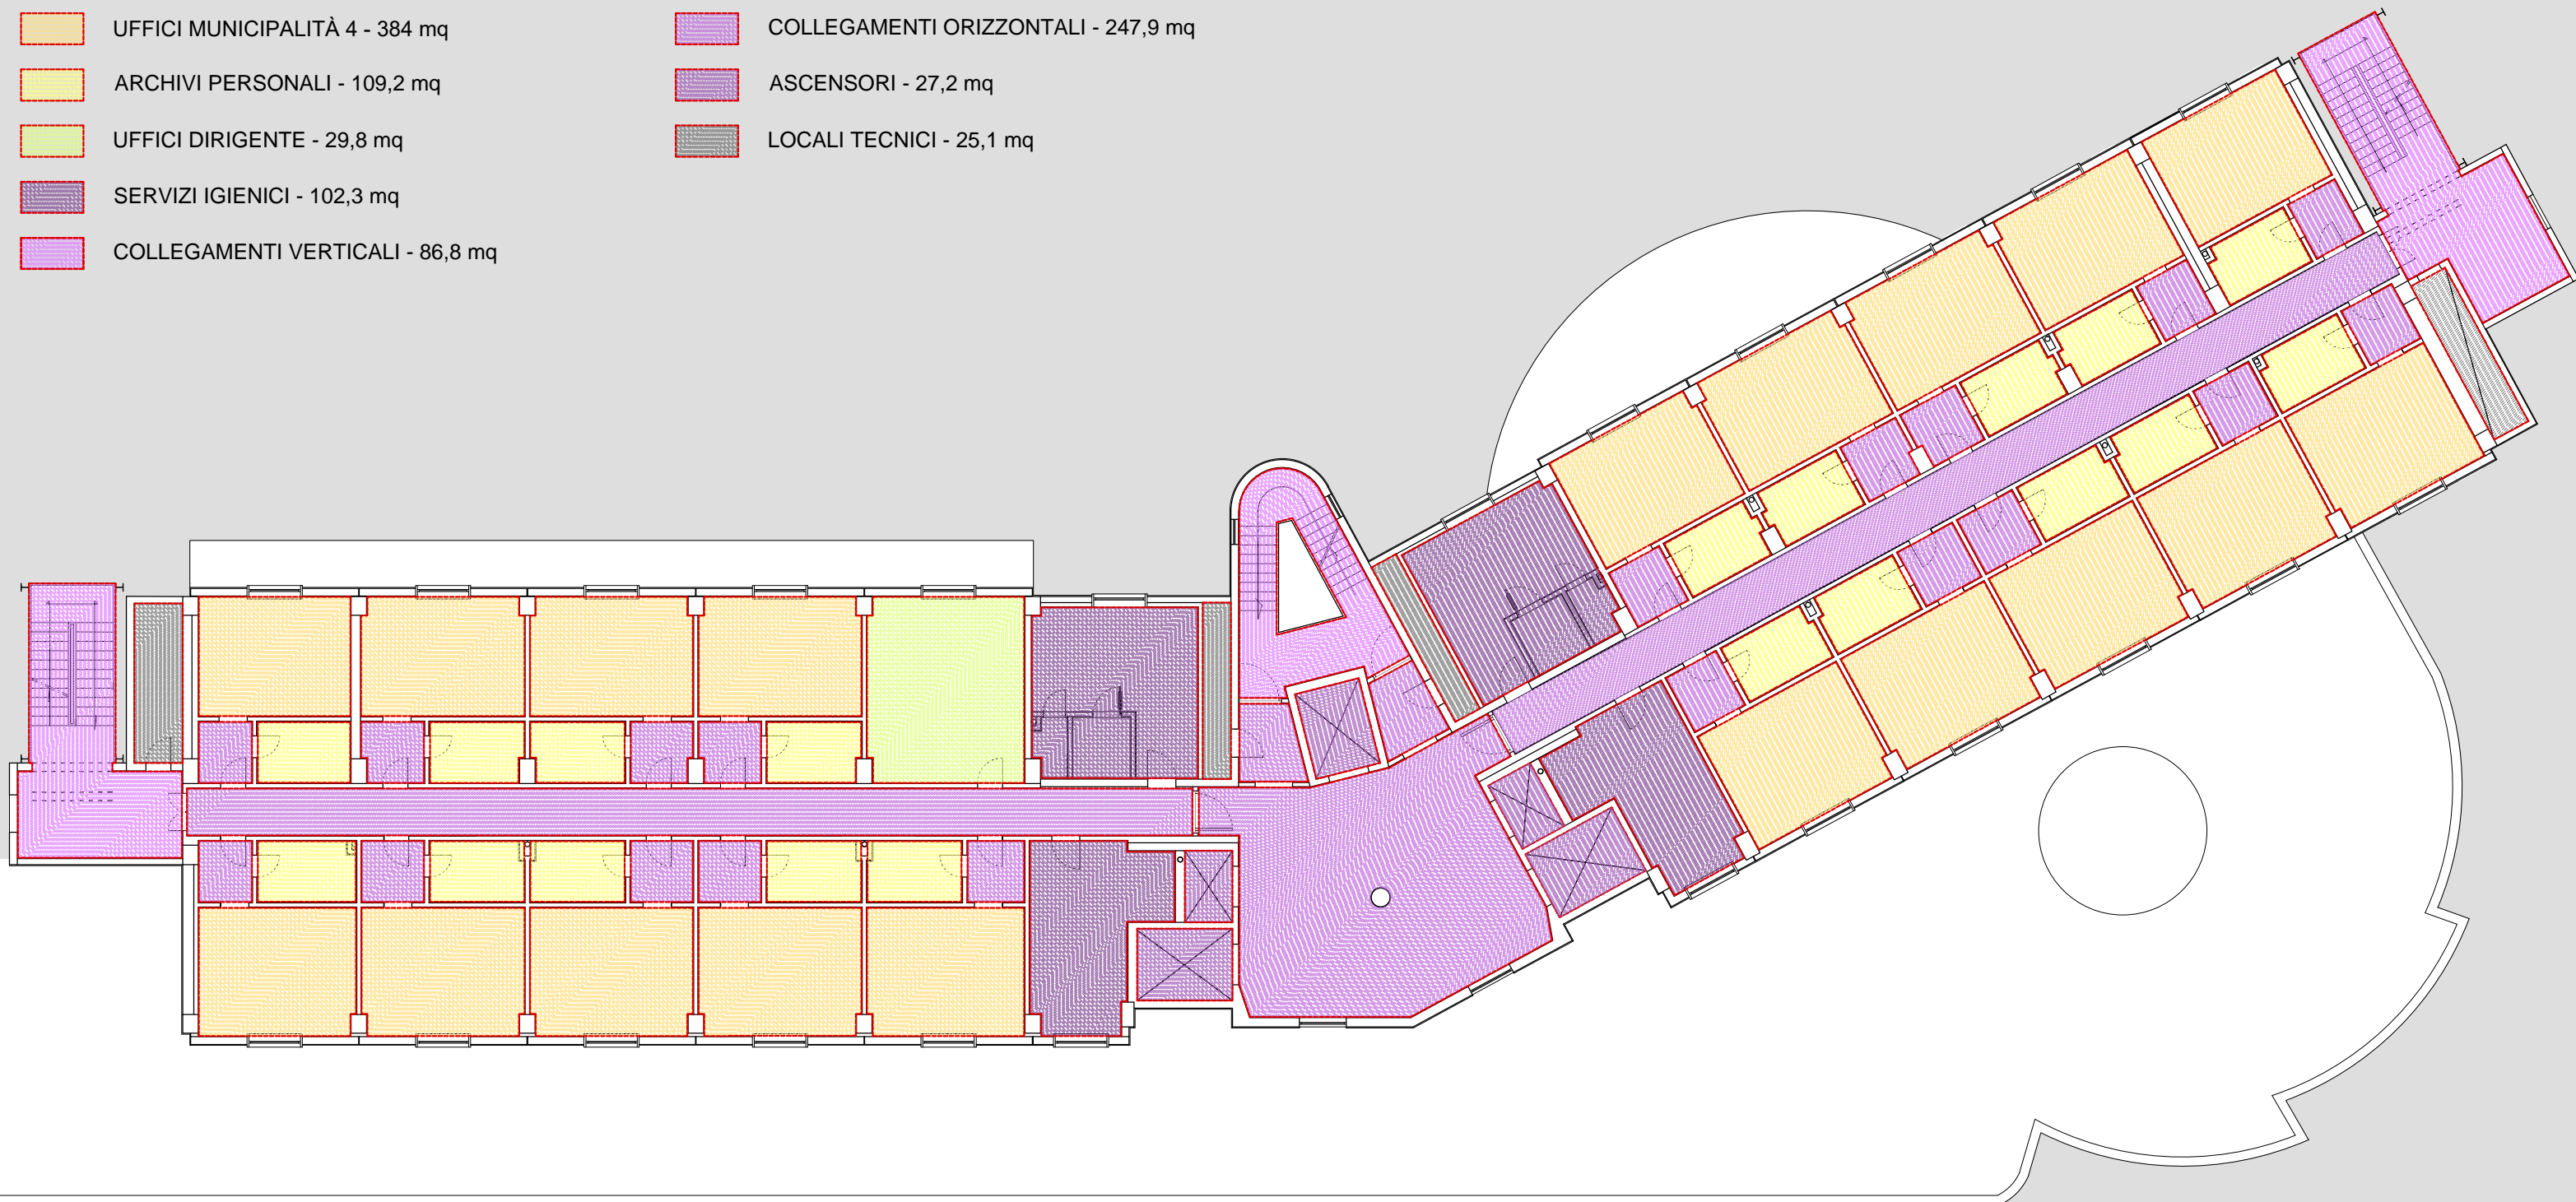 UFFICI MUNICIPALITÀ 4 - 384 mq
ARCHIVI PERSONALI - 109,2 mq
UFFICI DIRIGENTE - 29,8 mq
SERVIZI IGIENICI - 102,3 mq
COLLEGAMENTI VERTICALI - 86,8 mq
COLLEGAMENTI ORIZZONTALI - 247,9 mq
ASCENSORI - 27,2 mq
LOCALI TECNICI - 25,1 mq